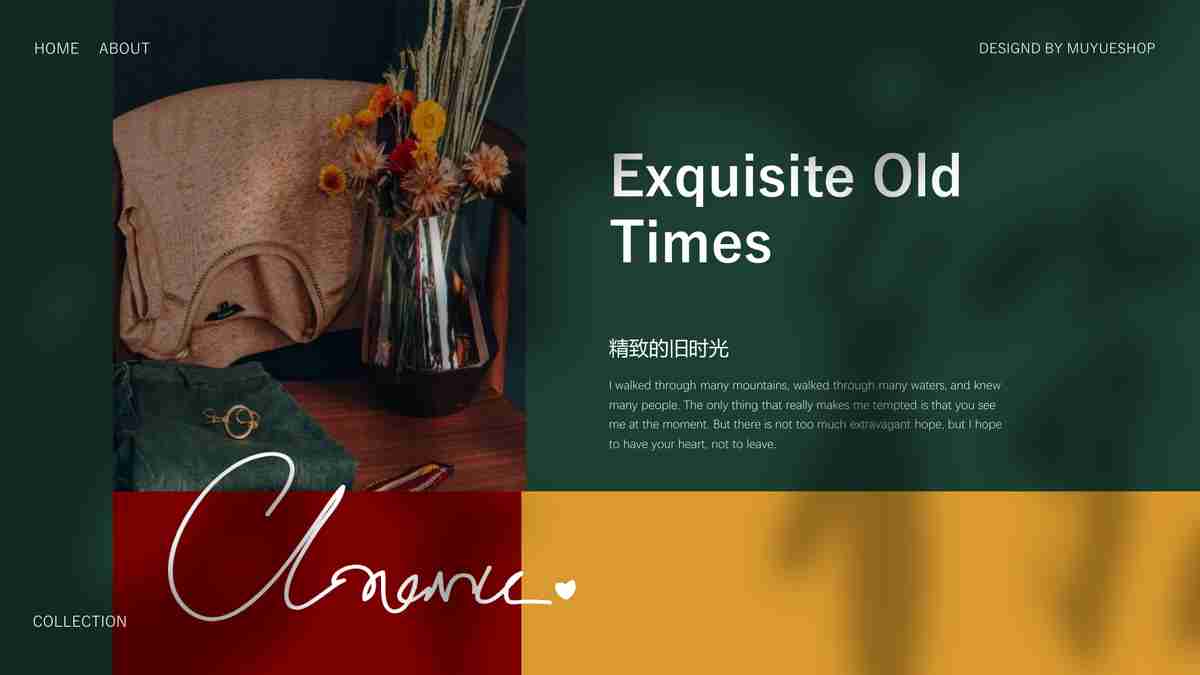 HOME ABOUT
DESIGND BY MUYUESHOP
Exquisite Old
Times
精致的旧时光
I walked through many mountains, walked through many waters, and knew
many people. The only thing that really makes me tempted is that you see
me at the moment. But there is not too much extravagant hope, but I hope
to have your heart, not to leave.
COLLECTION